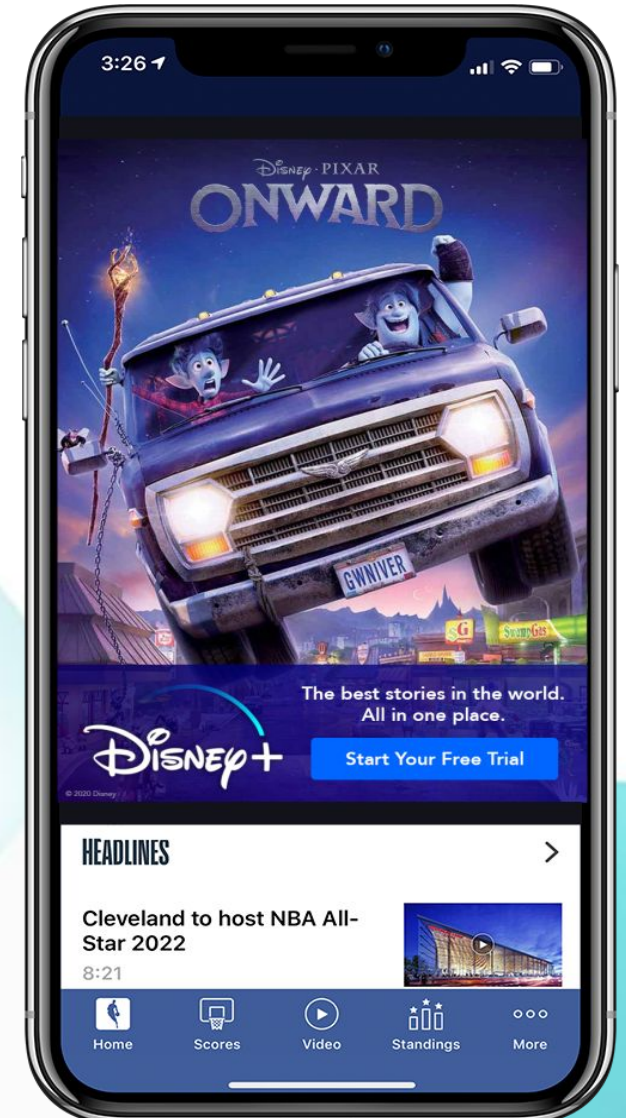 3:26
Disney · PIXAR
ONWARD
GWNIVER
SG
SwampGas
The best stories in the world.
All in one place.
Disney+
Start Your Free Trial
© 2020 Disney
HEADLINES
Cleveland to host NBA All-
Star 2022
8:21
Home
Scores
Video
Standings
More